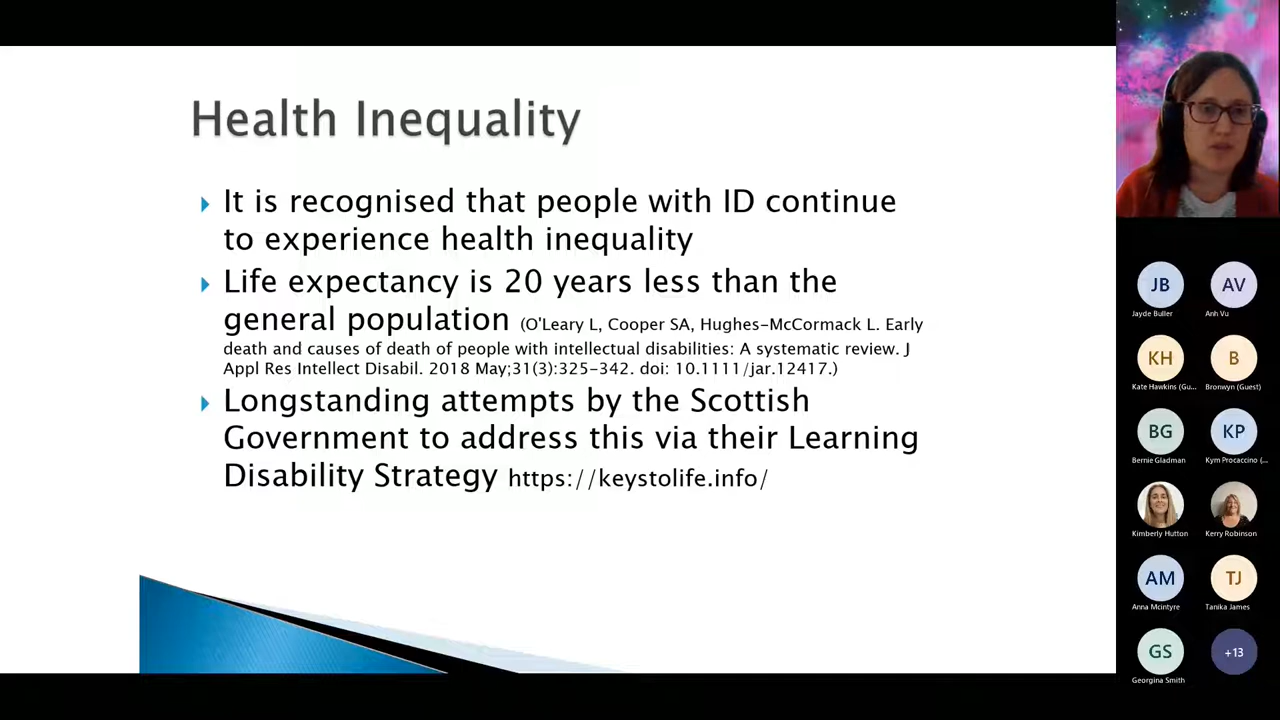 Health Inequality
It is recognised that people with ID continue
to experience health inequality
Life expectancy is 20 years less than the
general population (O'Leary L, Cooper SA, Hughes-McCormack L. Early
death and causes of death of people with intellectual disabilities: A systematic review. J
Appl Res Intellect Disabil. 2018 May;31(3):325-342. doi: 10.1111/jar.12417.)
Longstanding attempts by the Scottish
Government to address this via their Learning
Disability Strategy https://keystolife.info/
JB
AV
Jayde Buller
Anh Vu
KH
B
Kate Hawkins (Gu...
Bronwyn (Guest)
BG
KP
Bernie Gladman
Kym Procaccino (...
Kimberly Hutton
Kerry Robinson
AM
TJ
Anna Mcintyre
Tanika James
GS
+13
Georgina Smith